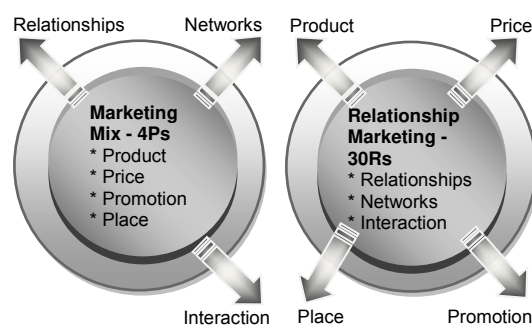 Relationships
Networks
Marketing
Mix - 4Ps
* Product
* Price
* Promotion
* Place
Interaction
Product
Price
Relationship
Marketing -
30Rs
* Relationships
* Networks
* Interaction
Place
Promotion